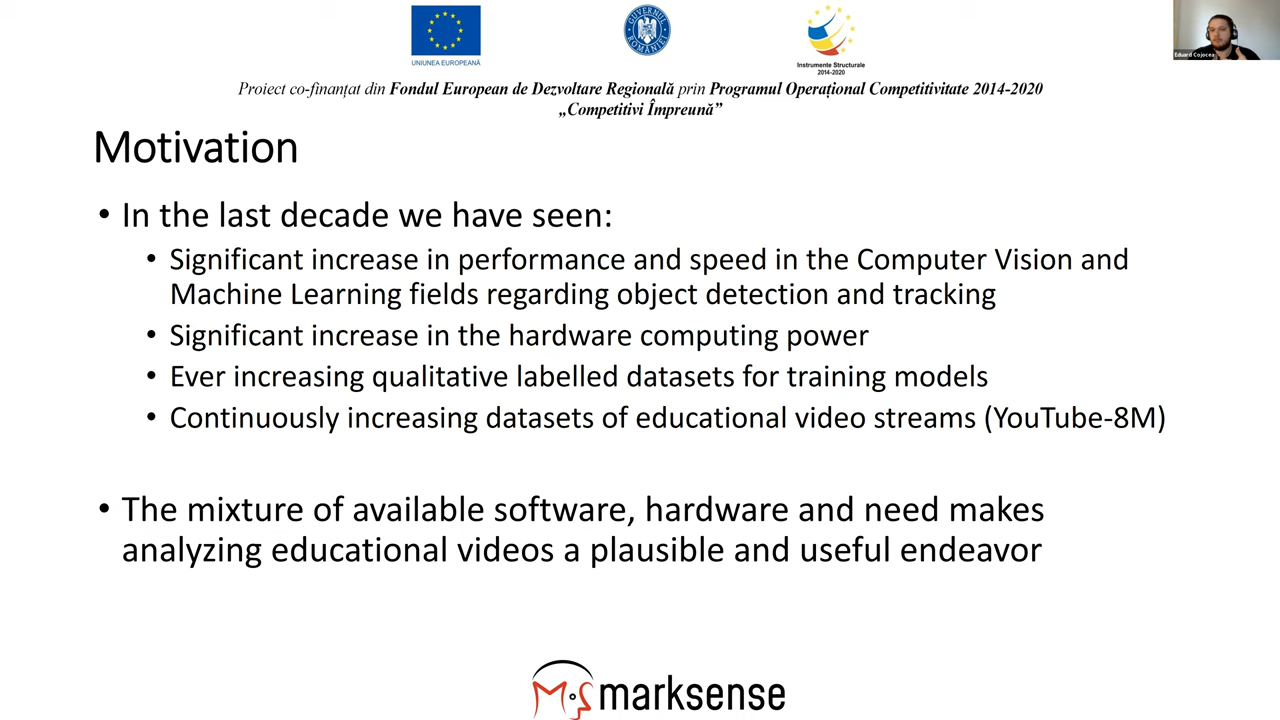 UNIUNEA EUROPEANĂ
GUVERNUL ROMÂNIEI
Instrumente Structurale
2014-2020
Eduard Cojocea
Proiect co-finanțat din Fondul European de Dezvoltare Regională prin Programul Operațional Competitivitate 2014-2020
„Competitivi Împreună”
Motivation
• In the last decade we have seen:
• Significant increase in performance and speed in the Computer Vision and
Machine Learning fields regarding object detection and tracking
• Significant increase in the hardware computing power
• Ever increasing qualitative labelled datasets for training models
• Continuously increasing datasets of educational video streams (YouTube-8M)
• The mixture of available software, hardware and need makes
analyzing educational videos a plausible and useful endeavor
marksense